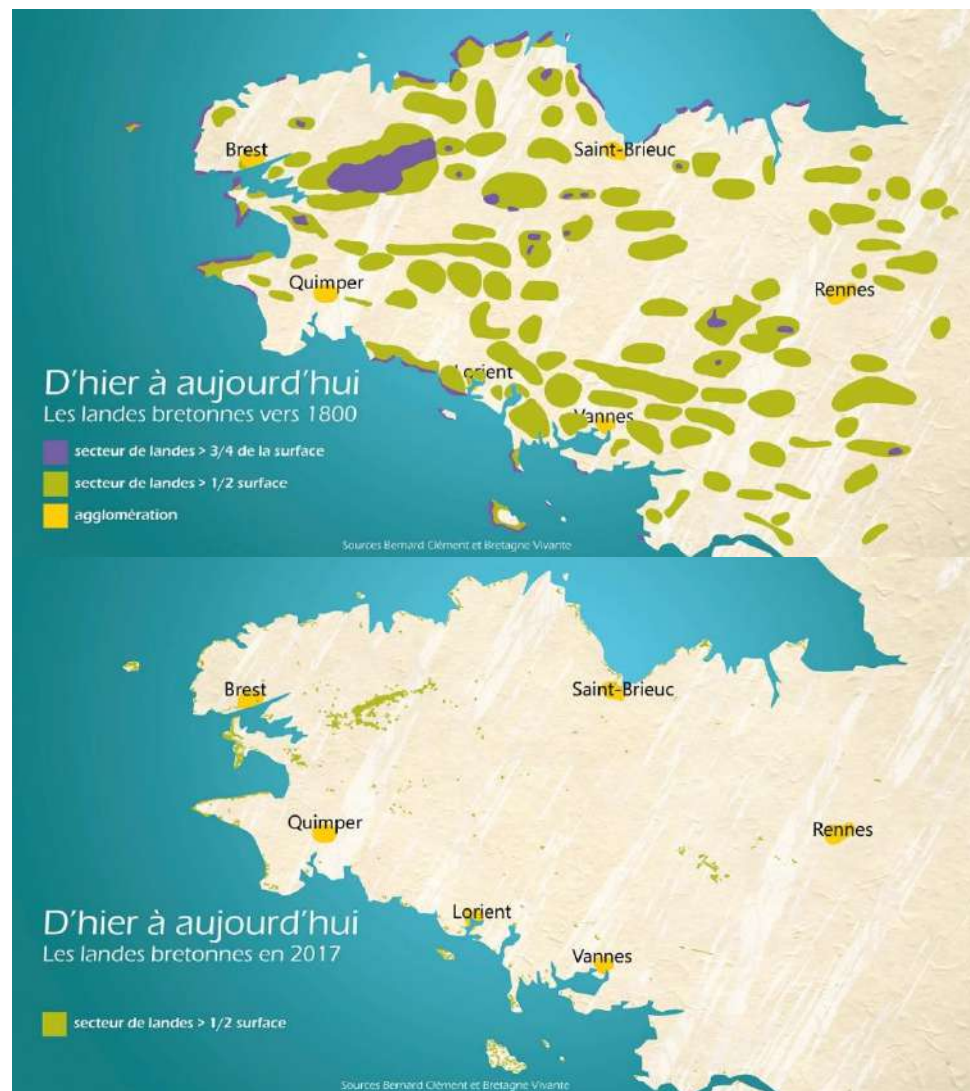 Brest
Saint-Brieuc
Quimper
Rennes
Lorient
Vannes
D'hier à aujourd'hui
Les landes bretonnes vers 1800
secteur de landes > 3/4 de la surface
secteur de landes > 1/2 surface
agglomération
Sources Bernard Clément et Bretagne Vivante
Brest
Saint-Brieuc
Quimper
Rennes
Lorient
Vannes
D'hier à aujourd'hui
Les landes bretonnes en 2017
secteur de landes > 1/2 surface
Sources Bernard Clément et Bretagne Vivante